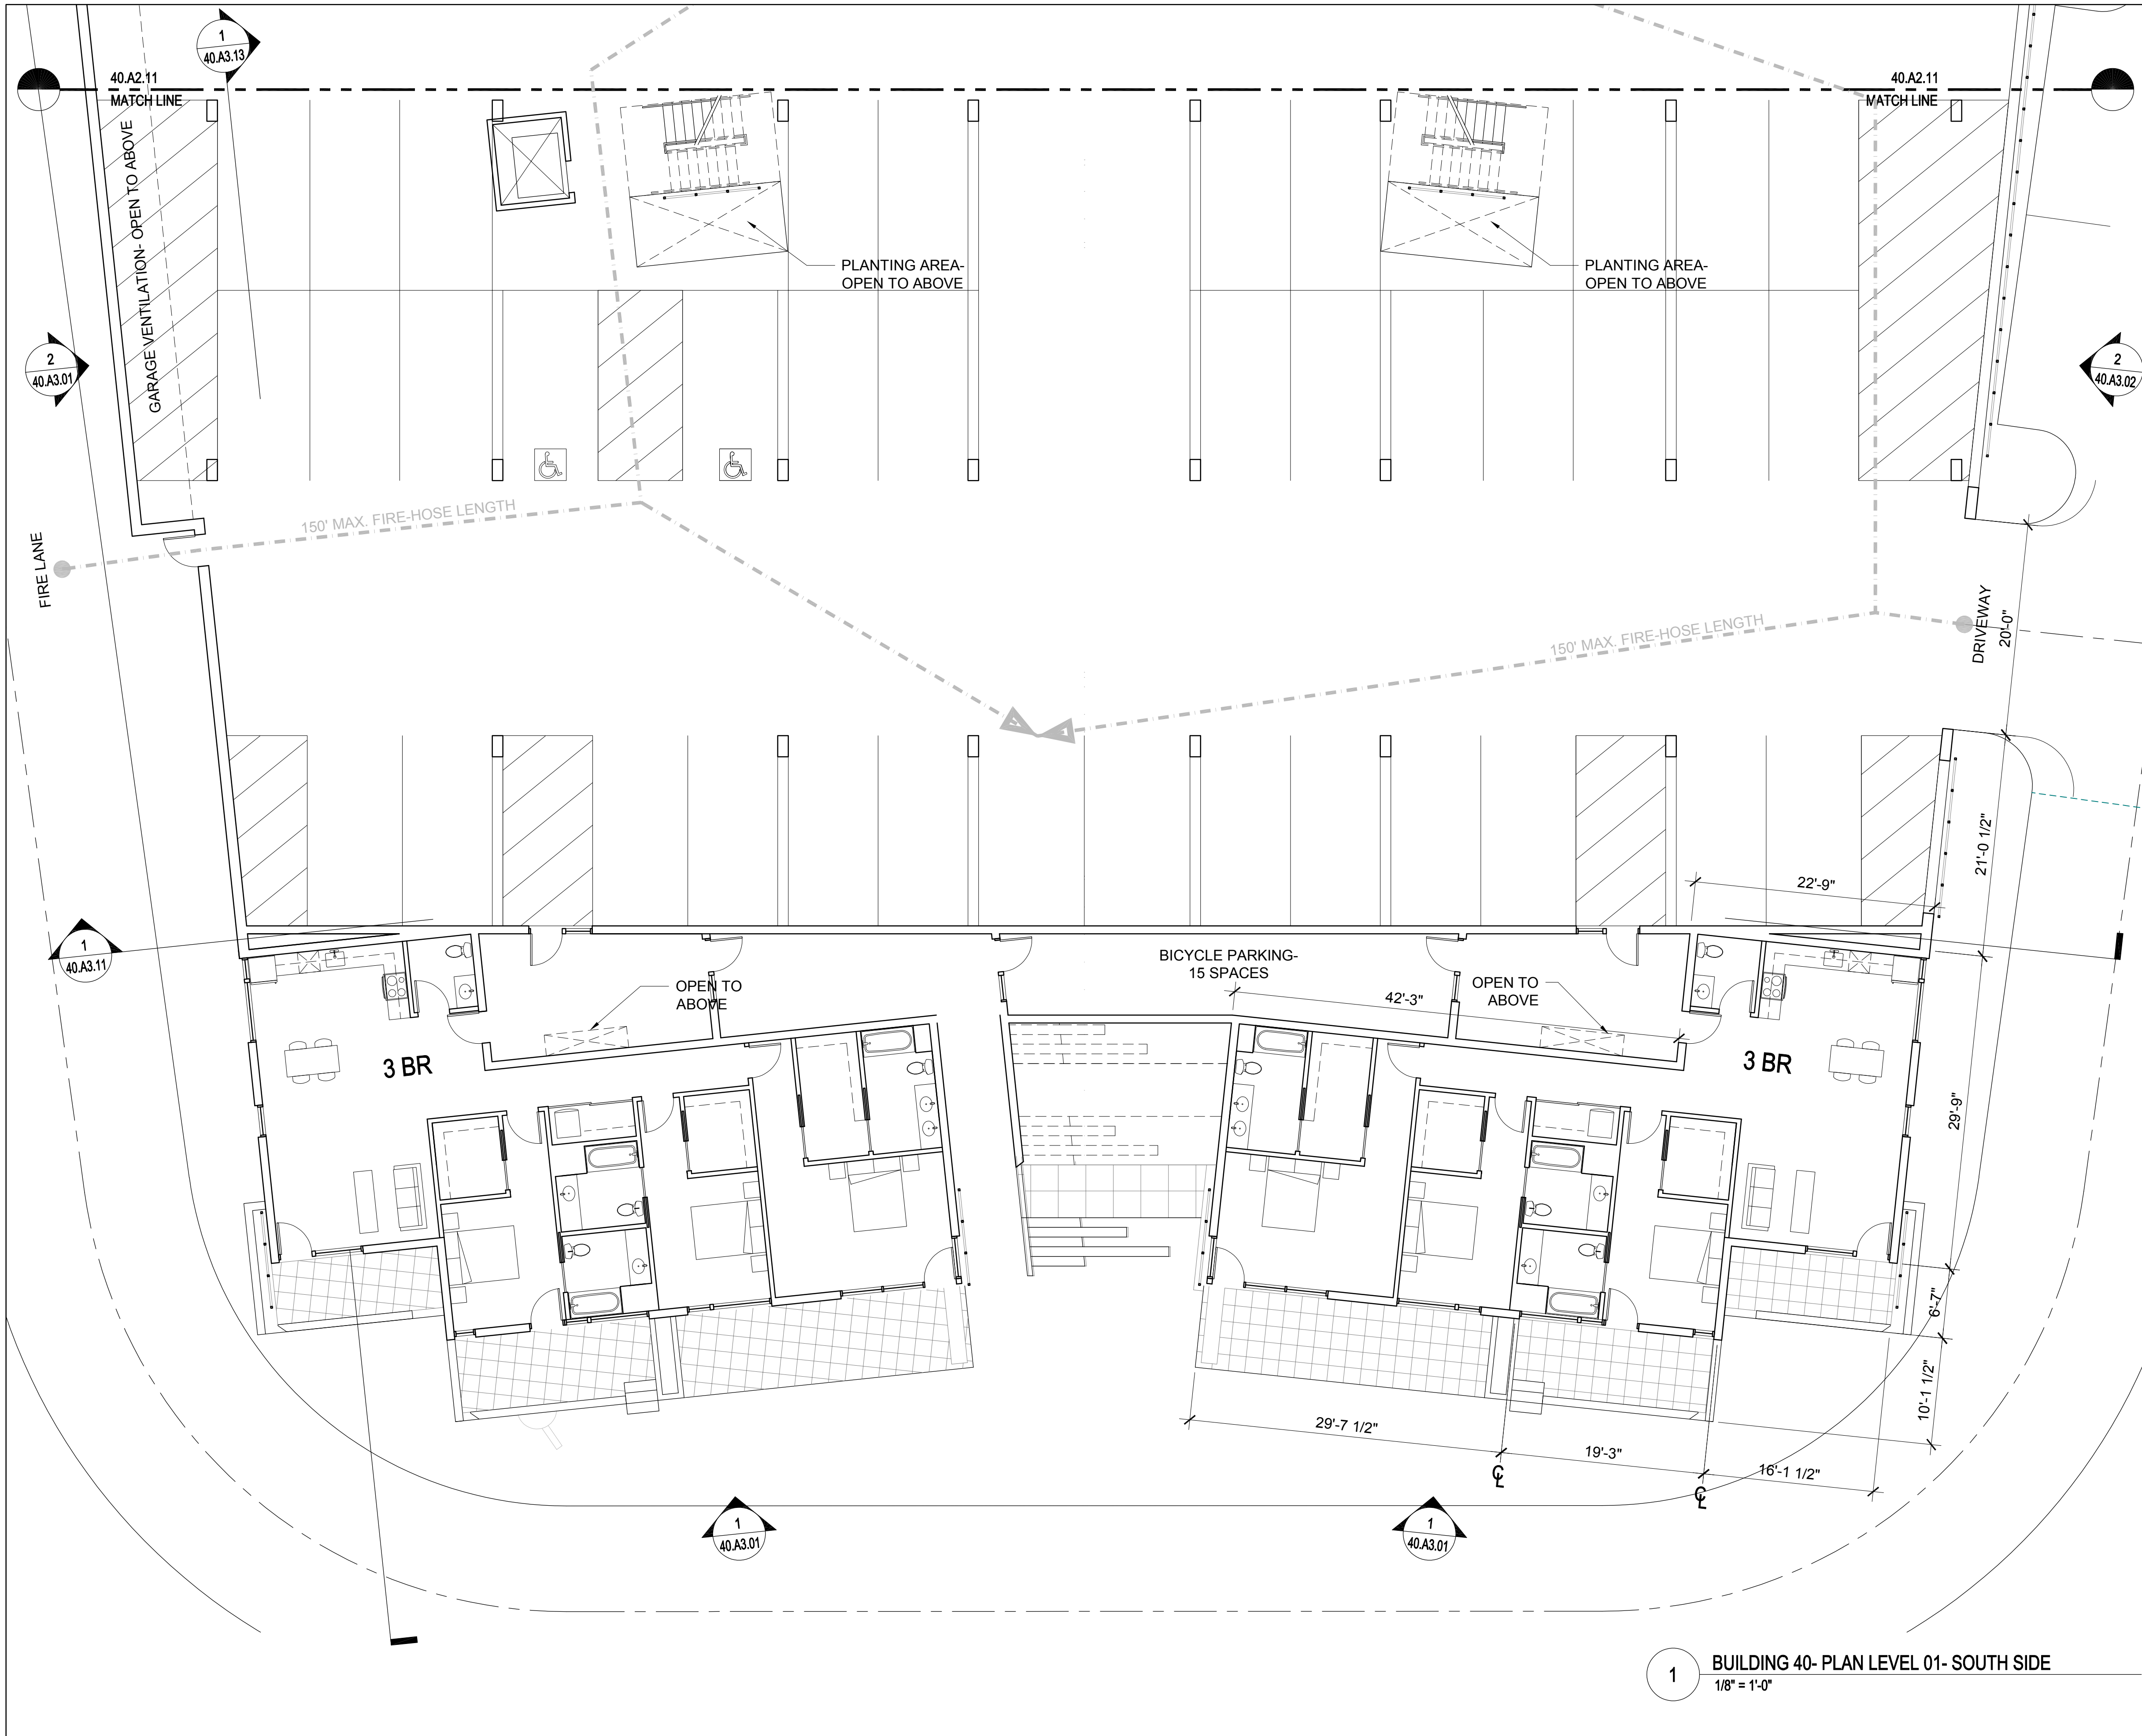 1
40.A3.13
40.A2.11
MATCH LINE
40.A2.11
MATCH LINE
GARAGE VENTILATION- OPEN TO ABOVE
PLANTING AREA-
OPEN TO ABOVE
PLANTING AREA-
OPEN TO ABOVE
2
40.A3.01
2
40.A3.02
150' MAX. FIRE-HOSE LENGTH
FIRE LANE
150' MAX. FIRE-HOSE LENGTH
DRIVEWAY
20'-0"
21'-0 1/2"
22'-9"
1
40.A3.11
BICYCLE PARKING-
15 SPACES
OPEN TO
ABOVE
42'-3"
OPEN TO
ABOVE
3 BR
3 BR
29'-9"
6'-7"
10'-1 1/2"
29'-7 1/2"
19'-3"
16'-1 1/2"
℄
℄
1
40.A3.01
1
40.A3.01
1
BUILDING 40- PLAN LEVEL 01- SOUTH SIDE
1/8" = 1'-0"